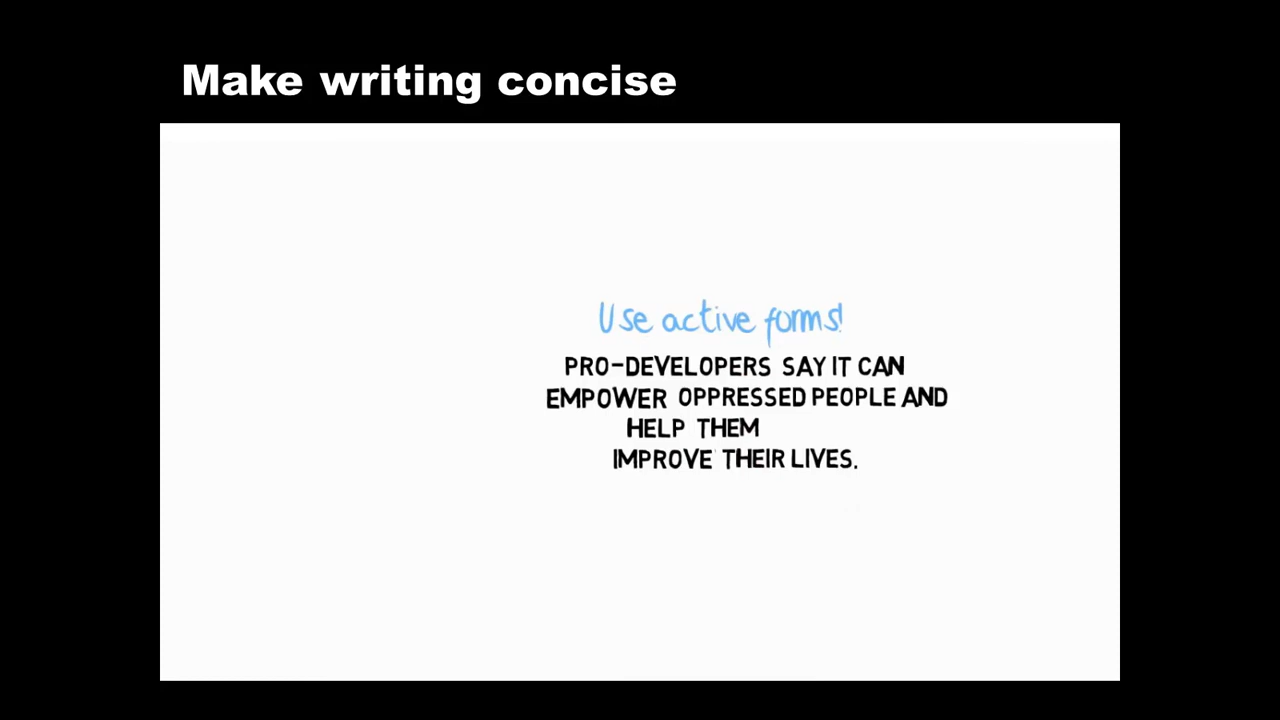 Make writing concise
Use active forms!
PRO-DEVELOPERS SAY IT CAN
EMPOWER OPPRESSED PEOPLE AND
HELP THEM
IMPROVE THEIR LIVES.